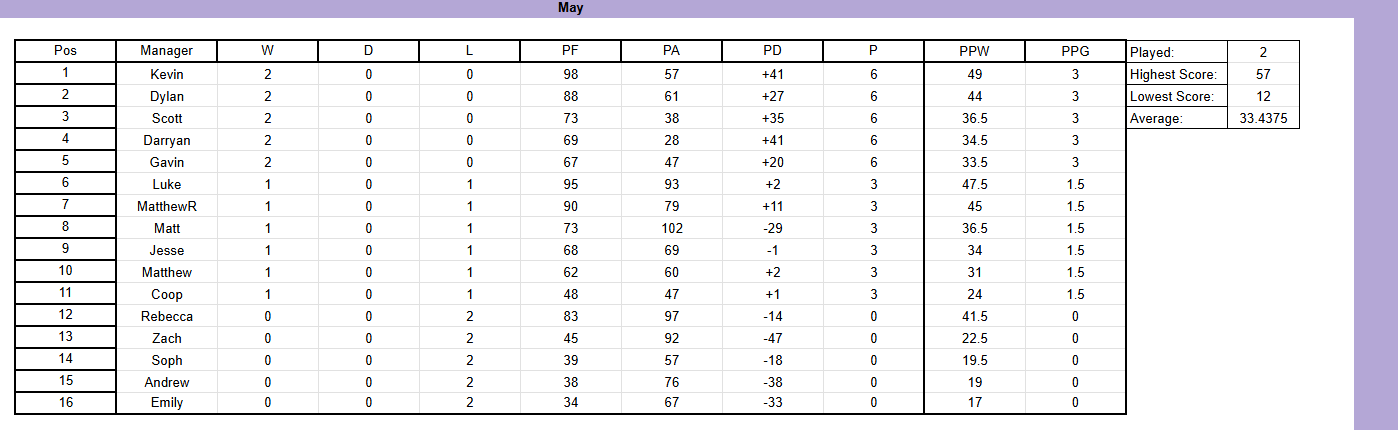 May
Pos Manager W D L PF PA PD P PPW PPG Played: 2
1 Kevin 2 0 0 98 57 +41 6 49 3 Highest Score: 57
2 Dylan 2 0 0 88 61 +27 6 44 3 Lowest Score: 12
3 Scott 2 0 0 73 38 +35 6 36.5 3 Average: 33.4375
4 Darryan 2 0 0 69 28 +41 6 34.5 3
5 Gavin 2 0 0 67 47 +20 6 33.5 3
6 Luke 1 0 1 95 93 +2 3 47.5 1.5
7 MatthewR 1 0 1 90 79 +11 3 45 1.5
8 Matt 1 0 1 73 102 -29 3 36.5 1.5
9 Jesse 1 0 1 68 69 -1 3 34 1.5
10 Matthew 1 0 1 62 60 +2 3 31 1.5
11 Coop 1 0 1 48 47 +1 3 24 1.5
12 Rebecca 0 0 2 83 97 -14 0 41.5 0
13 Zach 0 0 2 45 92 -47 0 22.5 0
14 Soph 0 0 2 39 57 -18 0 19.5 0
15 Andrew 0 0 2 38 76 -38 0 19 0
16 Emily 0 0 2 34 67 -33 0 17 0